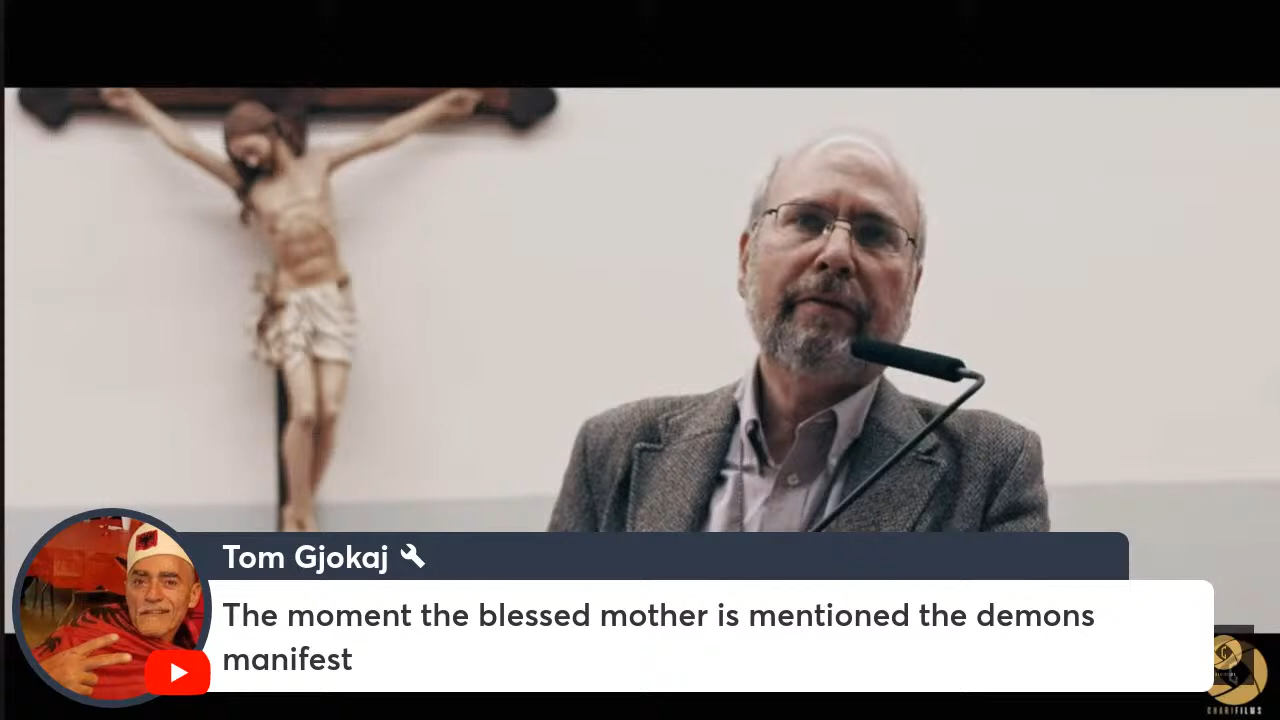 Tom Gjokaj
The moment the blessed mother is mentioned the demons
manifest